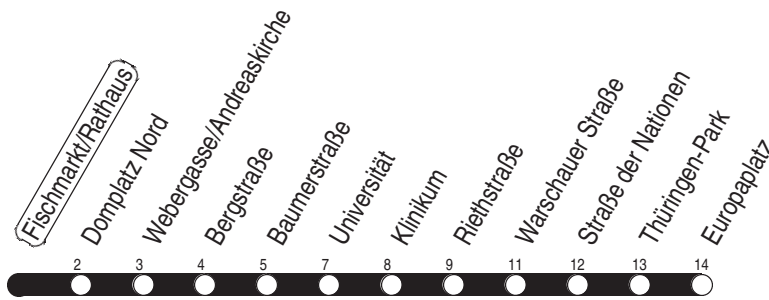 Fischmarkt/Rathaus
Domplatz Nord
Webergasse/Andreaskirche
Bergstraße
Baumerstraße
Universität
Klinikum
Riethstraße
Warschauer Straße
Straße der Nationen
Thüringen-Park
Europaplatz
2 3 4 5 7 8 9 11 12 13 14